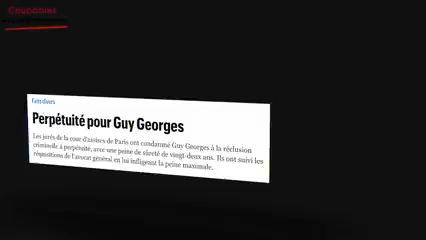 Coupables
Faits divers
Perpétuité pour Guy Georges
Les jurés de la cour d'assises de Paris ont condamné Guy Georges à la réclusion
criminelle à perpétuité, avec une peine de sûreté de vingt-deux ans. Ils ont suivi les
réquisitions de l'avocat général en lui infligeant la peine maximale.